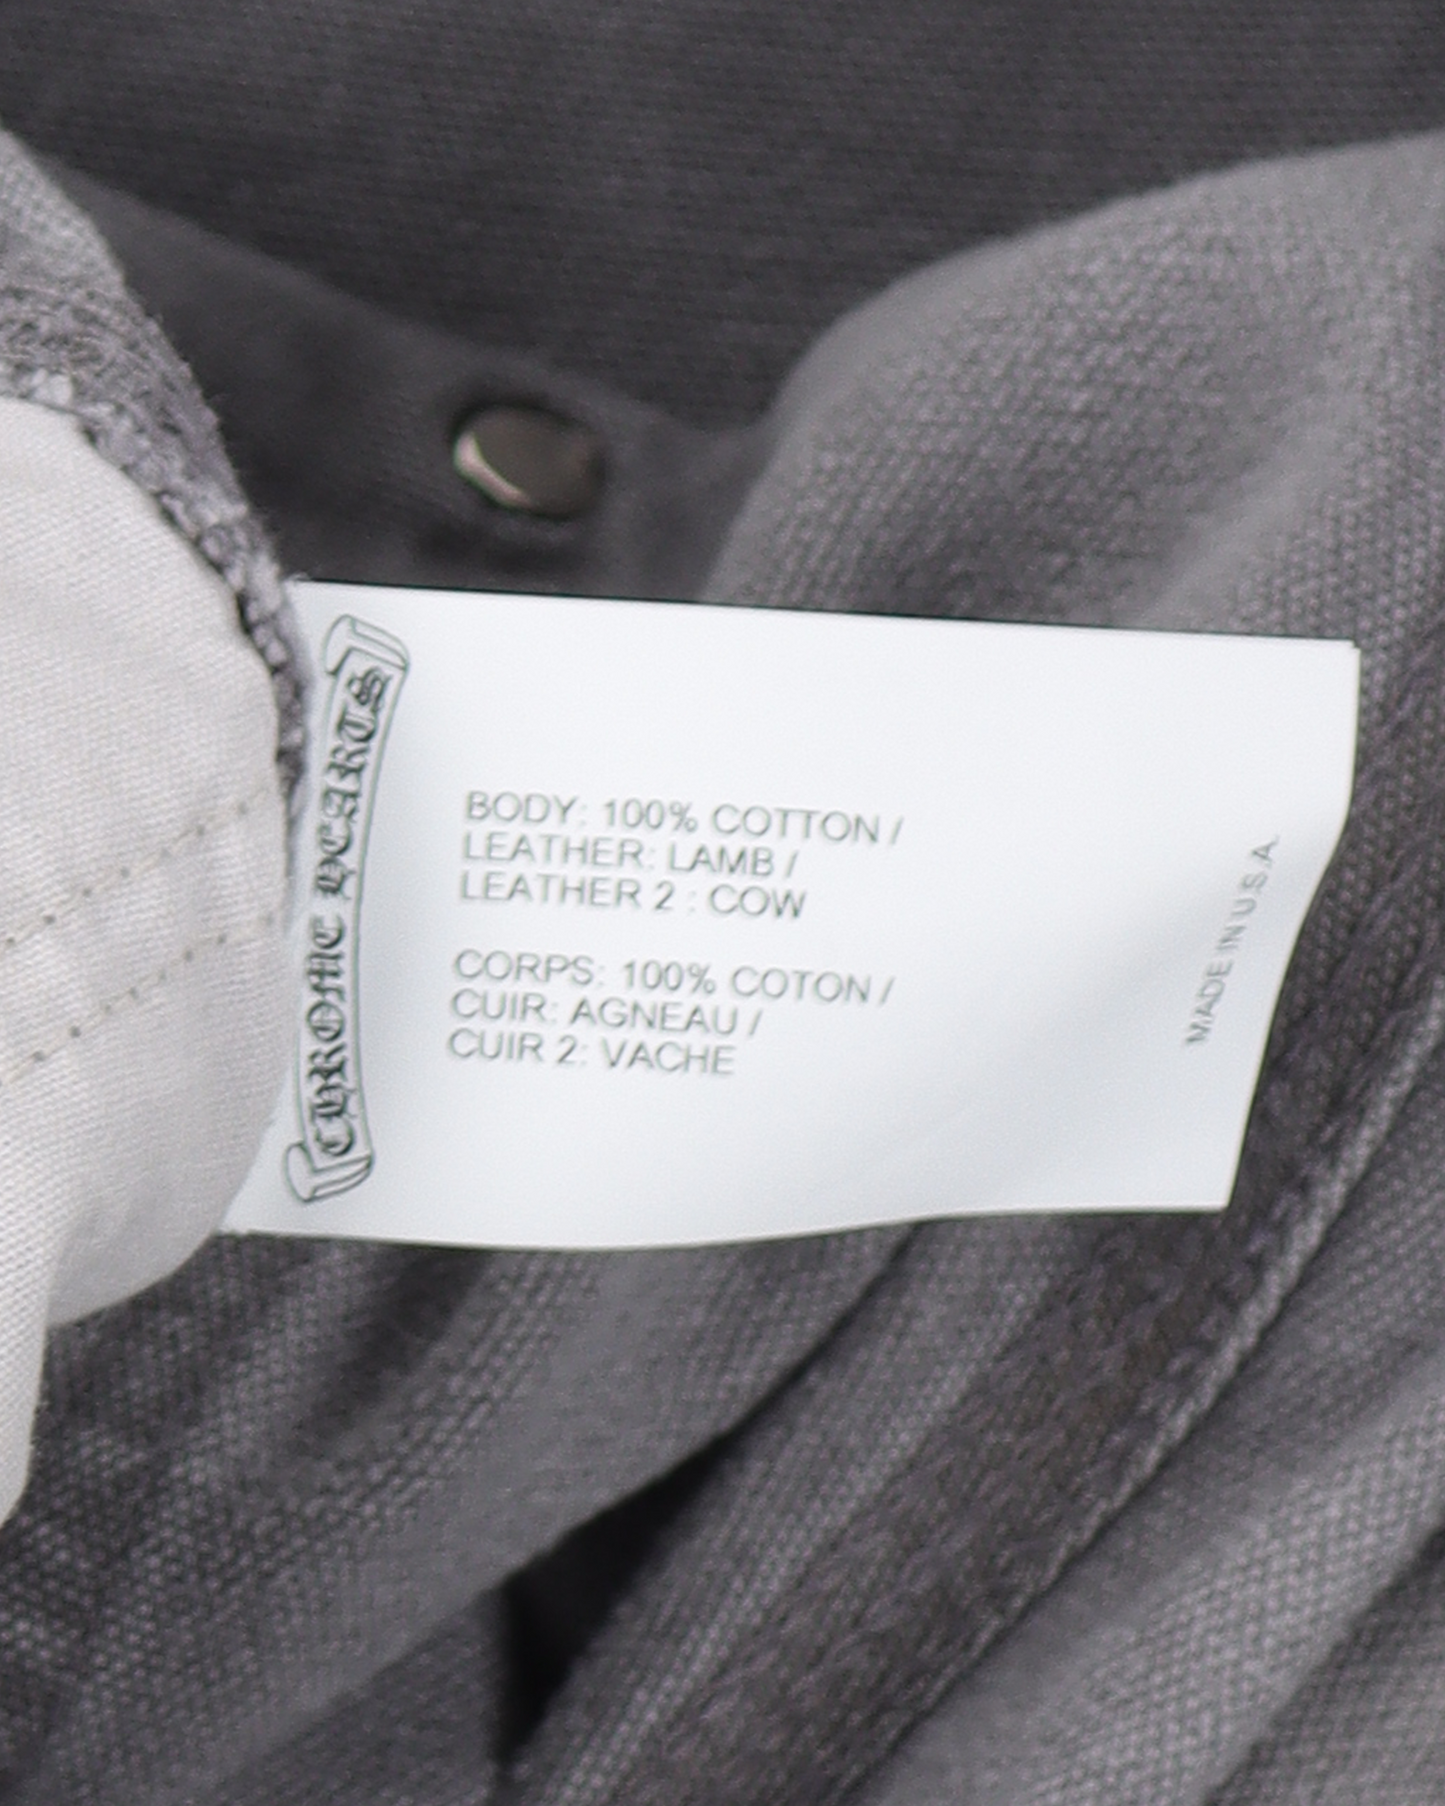 CHROME HEARTS
BODY: 100% COTTON /
LEATHER: LAMB /
LEATHER 2 : COW
CORPS: 100% COTON /
CUIR: AGNEAU /
CUIR 2: VACHE
MADE IN U.S.A.